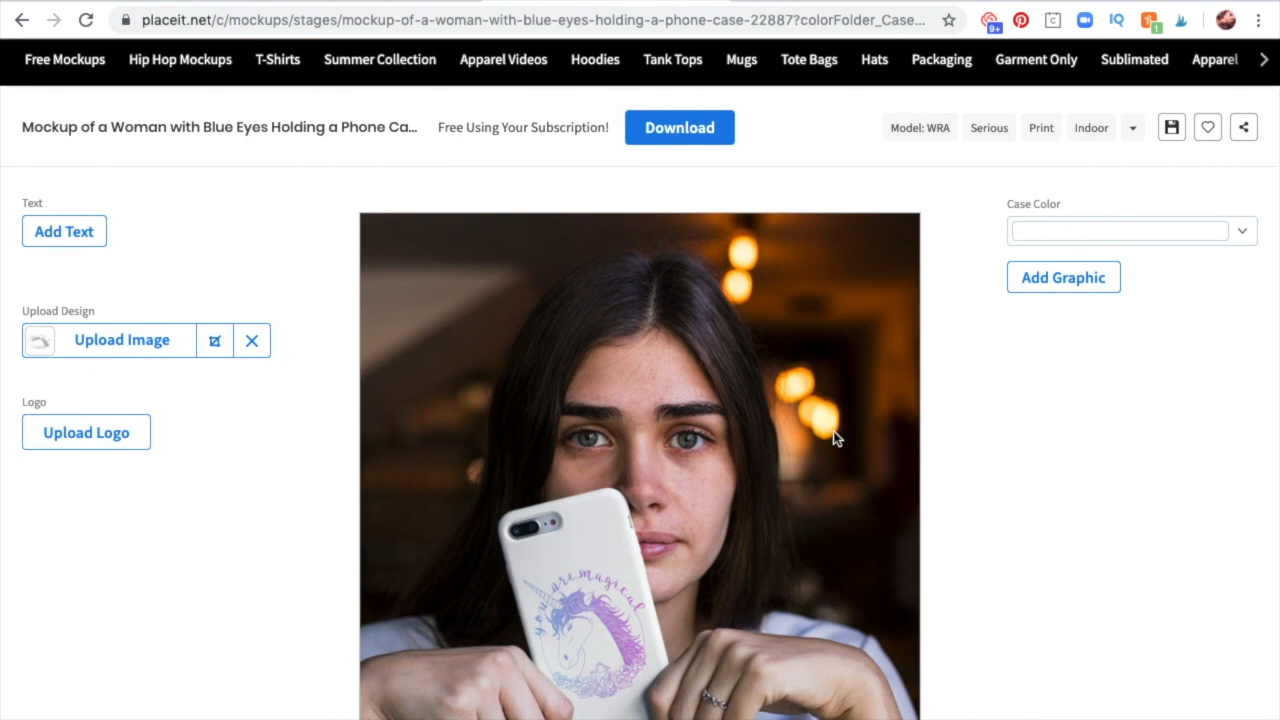 placeit.net/c/mockups/stages/mockup-of-a-woman-with-blue-eyes-holding-a-phone-case-22887?colorFolder_Case...
9+
C
IQ
1
Free Mockups Hip Hop Mockups T-Shirts Summer Collection Apparel Videos Hoodies Tank Tops Mugs Tote Bags Hats Packaging Garment Only Sublimated Apparel
Mockup of a Woman with Blue Eyes Holding a Phone Ca... Free Using Your Subscription! Download Model: WRA Serious Print Indoor
Text
Add Text
Upload Design
Upload Image
Logo
Upload Logo
Case Color
Add Graphic
you are magical